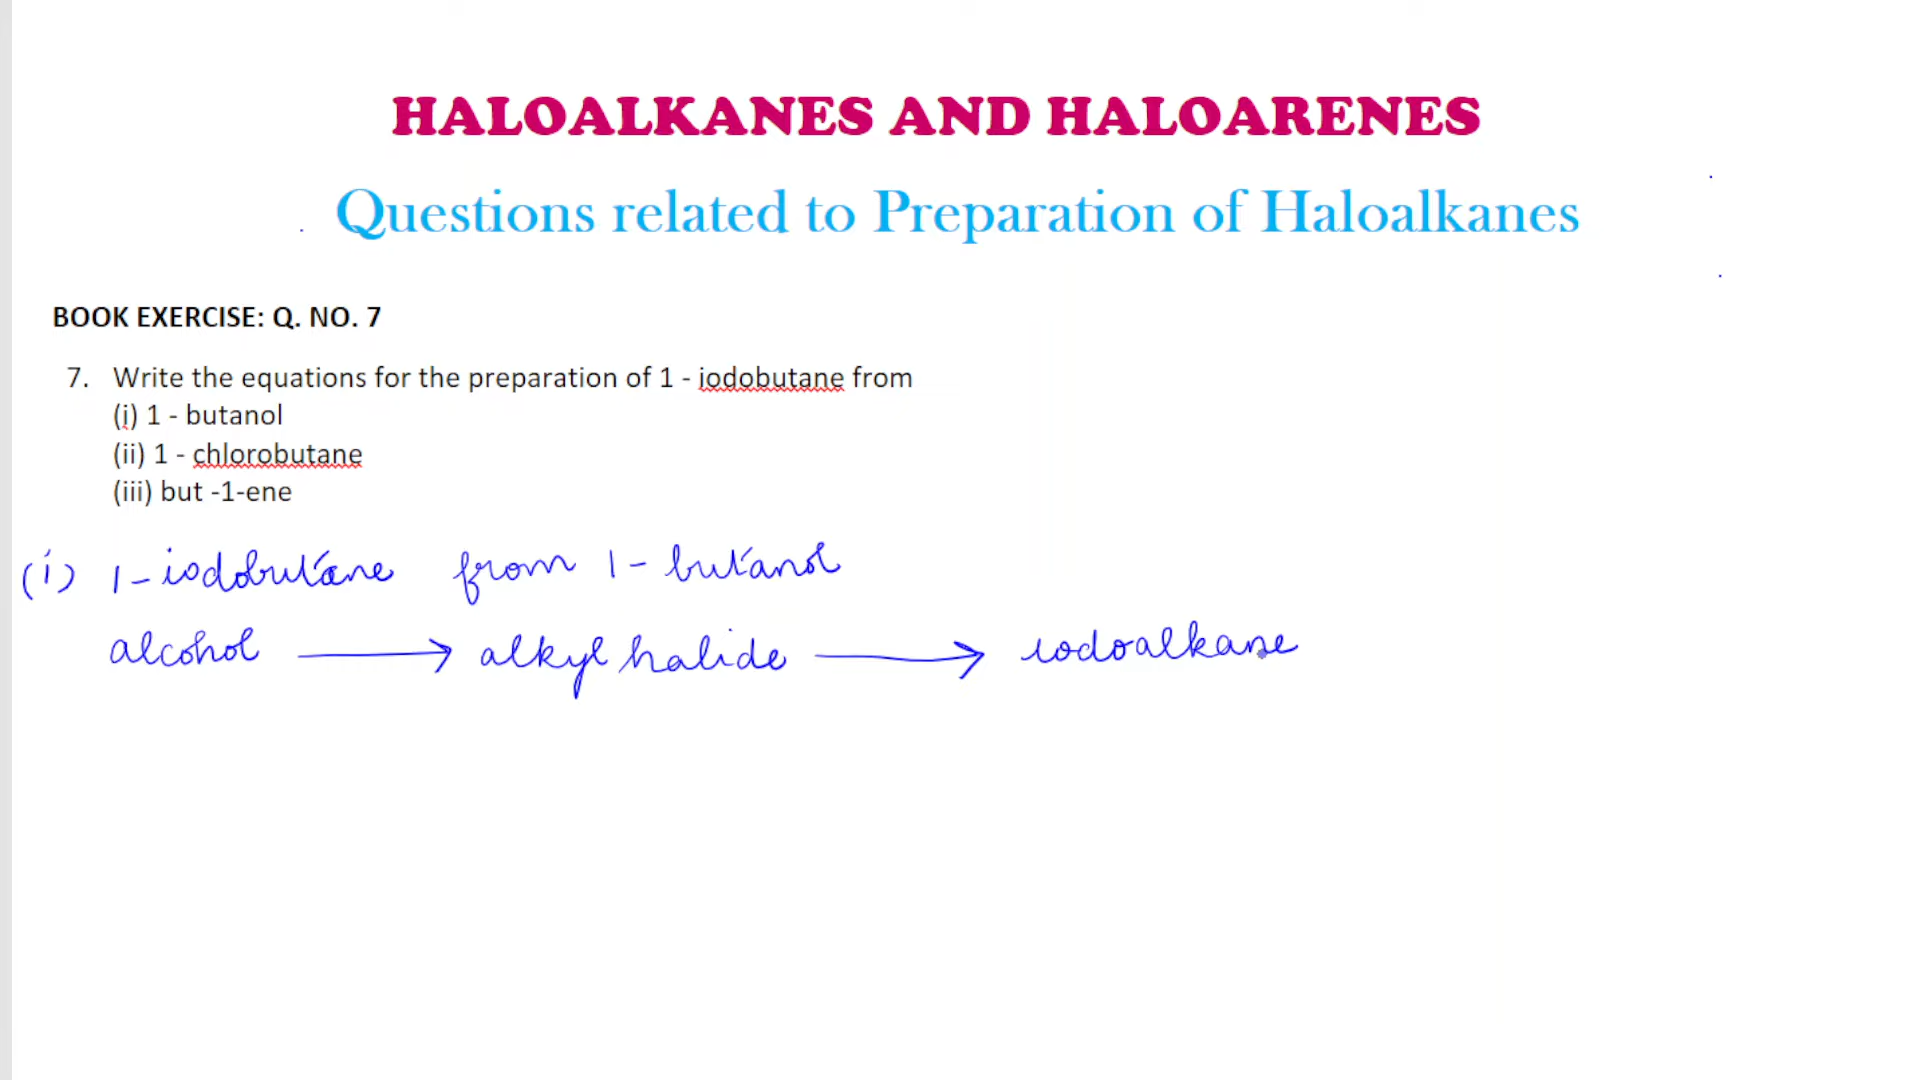 HALOALKANES AND HALOARENES
Questions related to Preparation of Haloalkanes
BOOK EXERCISE: Q. NO. 7
7. Write the equations for the preparation of 1 - iodobutane from
(i) 1 - butanol
(ii) 1 - chlorobutane
(iii) but -1-ene
(i) 1-iodobutane from 1-butanol
alcohol ⟶ alkyl halide ⟶ iodoalkane